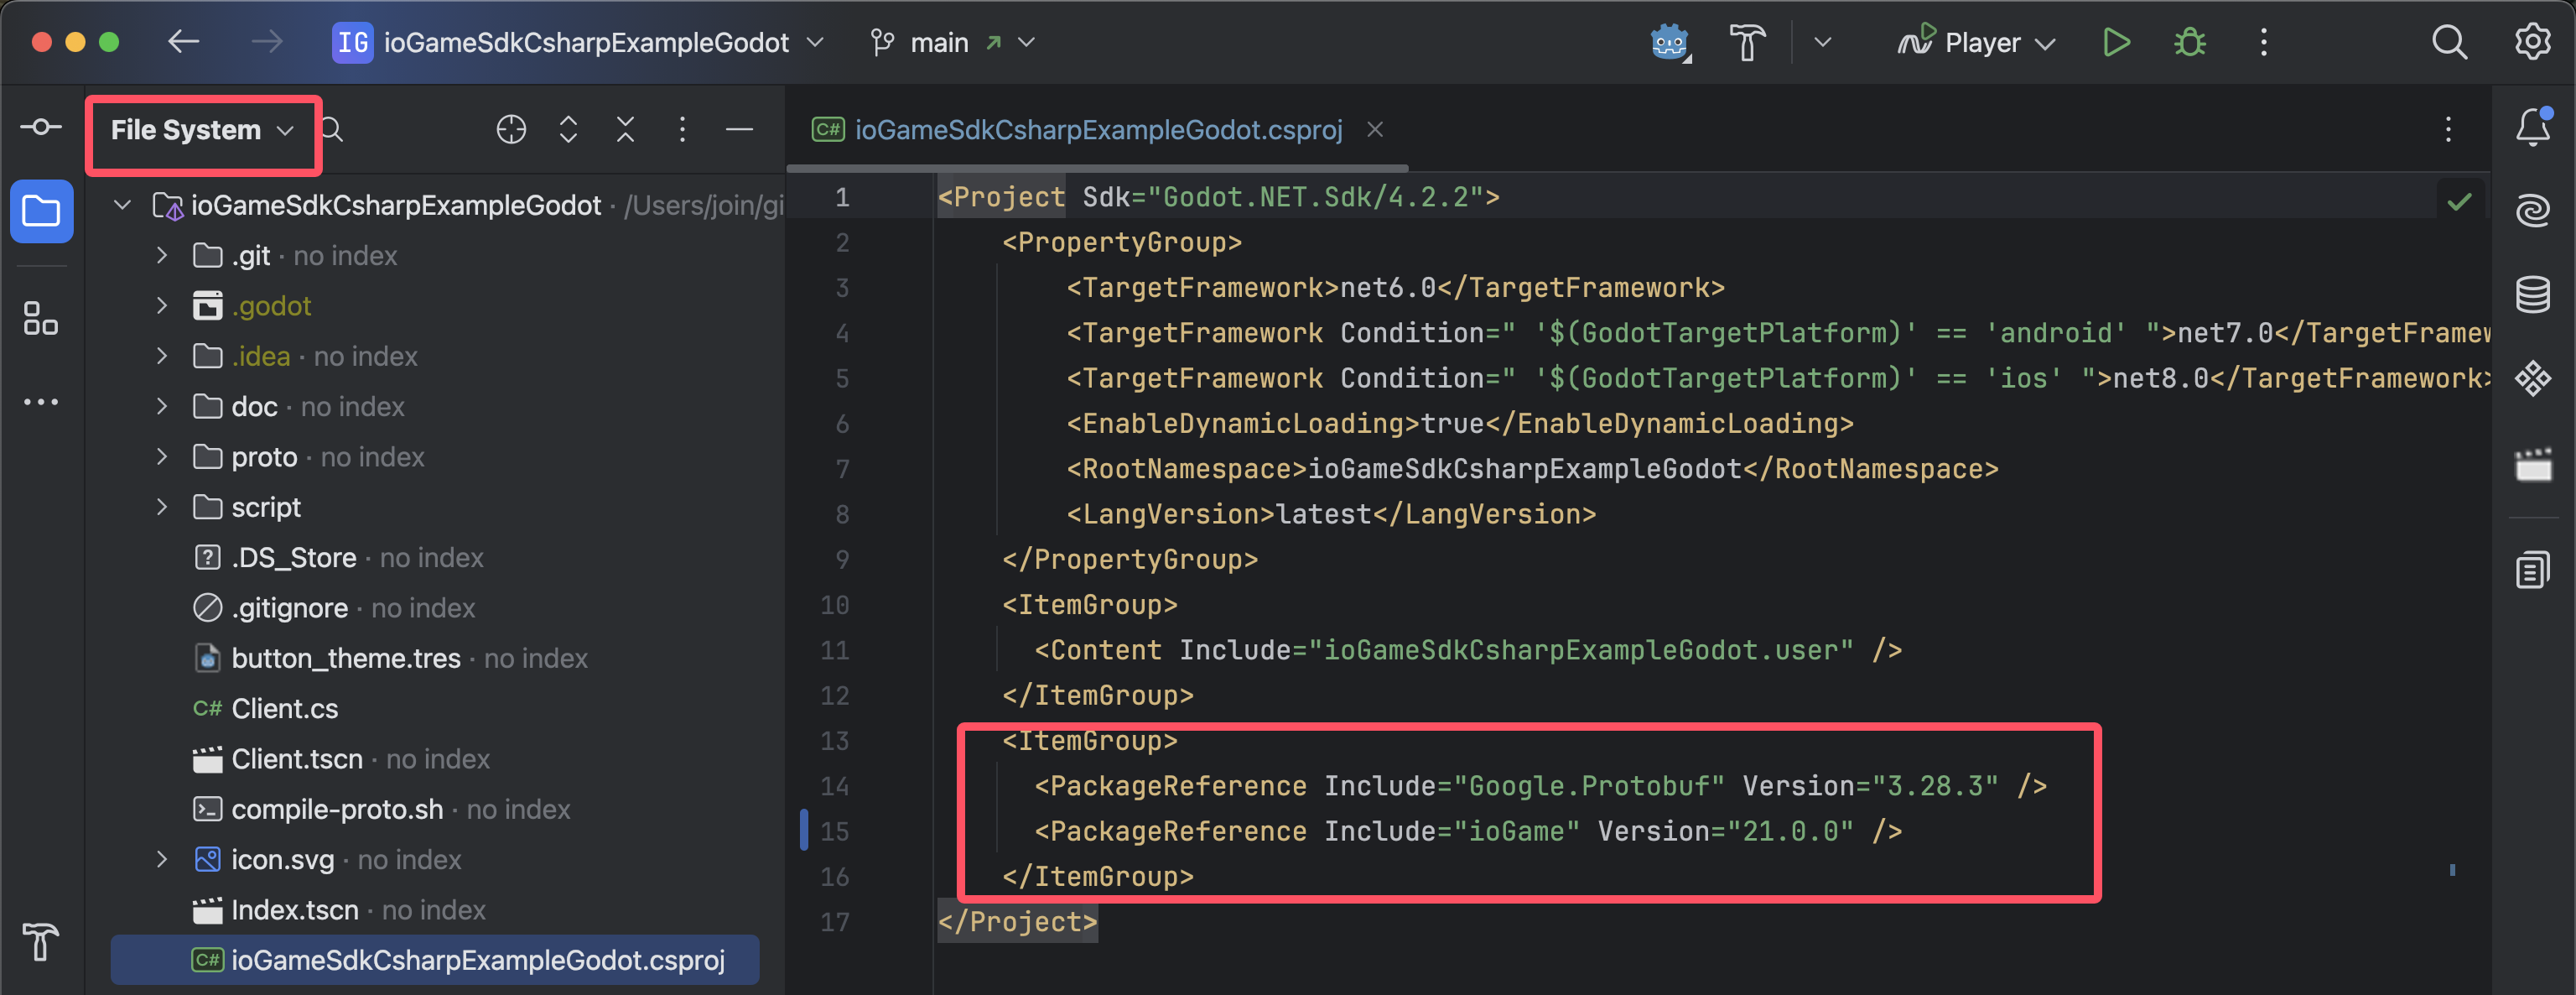 IG ioGameSdkCsharpExampleGodot main Player
File System
ioGameSdkCsharpExampleGodot · /Users/join/gi
.git · no index
.godot
.idea · no index
doc · no index
proto · no index
script
.DS_Store · no index
.gitignore · no index
button_theme.tres · no index
C# Client.cs
Client.tscn · no index
compile-proto.sh · no index
icon.svg · no index
Index.tscn · no index
C# ioGameSdkCsharpExampleGodot.csproj
C# ioGameSdkCsharpExampleGodot.csproj
1 <Project Sdk="Godot.NET.Sdk/4.2.2">
2 <PropertyGroup>
3 <TargetFramework>net6.0</TargetFramework>
4 <TargetFramework Condition=" '$(GodotTargetPlatform)' == 'android' ">net7.0</TargetFramew
5 <TargetFramework Condition=" '$(GodotTargetPlatform)' == 'ios' ">net8.0</TargetFramework>
6 <EnableDynamicLoading>true</EnableDynamicLoading>
7 <RootNamespace>ioGameSdkCsharpExampleGodot</RootNamespace>
8 <LangVersion>latest</LangVersion>
9 </PropertyGroup>
10 <ItemGroup>
11 <Content Include="ioGameSdkCsharpExampleGodot.user" />
12 </ItemGroup>
13 <ItemGroup>
14 <PackageReference Include="Google.Protobuf" Version="3.28.3" />
15 <PackageReference Include="ioGame" Version="21.0.0" />
16 </ItemGroup>
17 </Project>